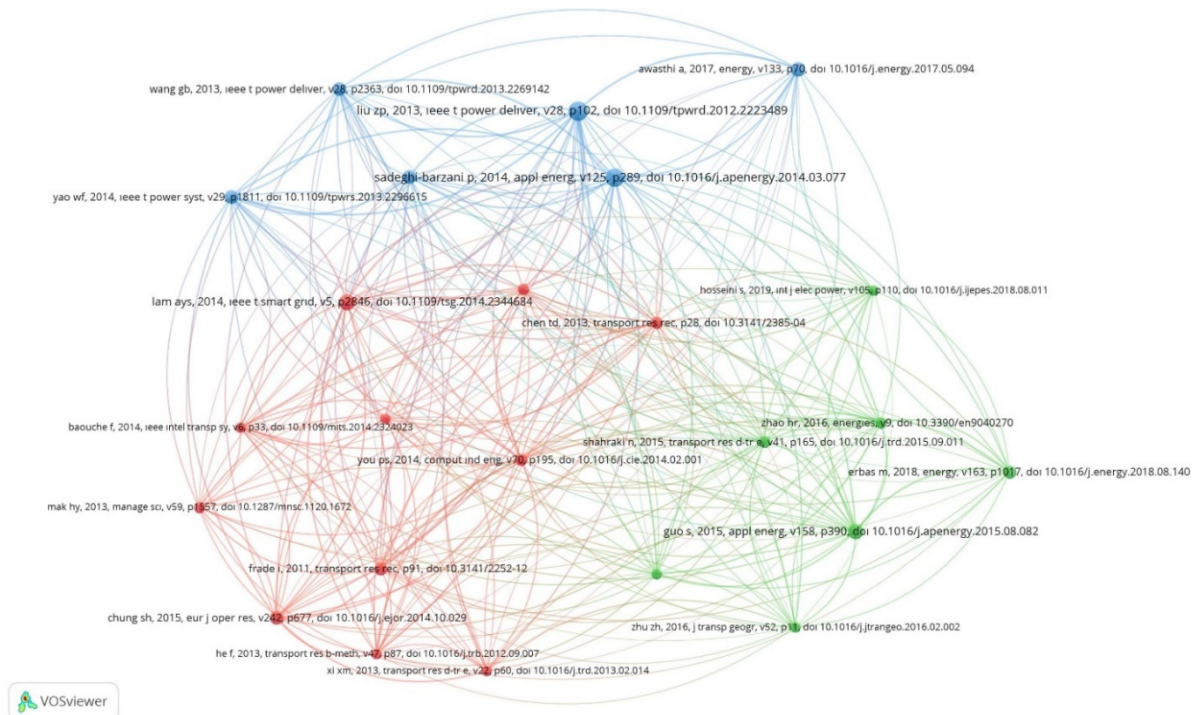 awasthi a, 2017, energy, v133, p70, doi 10.1016/j.energy.2017.05.094
wang gb, 2013, ieee t power deliver, v28, p2363, doi 10.1109/tpwrd.2013.2269142
liu zp, 2013, ieee t power deliver, v28, p102, doi 10.1109/tpwrd.2012.2223489
sadeghi-barzani p, 2014, appl energ, v125, p289, doi 10.1016/j.apenergy.2014.03.077
yao wf, 2014, ieee t power syst, v29, p1811, doi 10.1109/tpwrs.2013.2296615
hosseini s, 2019, int j elec power, v105, p110, doi 10.1016/j.ijepes.2018.08.011
lam ays, 2014, ieee t smart grid, v5, p2846, doi 10.1109/tsg.2014.2344684
chen td, 2013, transport res rec, p28, doi 10.3141/2385-04
zhao hr, 2016, energies, v9, doi 10.3390/en9040270
baouche f, 2014, ieee intel transp sy, v6, p33, doi 10.1109/mits.2014.2324023
shahraki n, 2015, transport res d-tr e, v41, p165, doi 10.1016/j.trd.2015.09.011
you ps, 2014, comput ind eng, v70, p195, doi 10.1016/j.cie.2014.02.001
erbas m, 2018, energy, v163, p1017, doi 10.1016/j.energy.2018.08.140
mak hy, 2013, manage sci, v59, p1557, doi 10.1287/mnsc.1120.1672
guo s, 2015, appl energ, v158, p390, doi 10.1016/j.apenergy.2015.08.082
frade i, 2011, transport res rec, p91, doi 10.3141/2252-12
chung sh, 2015, eur j oper res, v242, p677, doi 10.1016/j.ejor.2014.10.029
zhu zh, 2016, j transp geogr, v52, p11, doi 10.1016/j.jtrangeo.2016.02.002
he f, 2013, transport res b-meth, v47, p87, doi 10.1016/j.trb.2012.09.007
xi xm, 2013, transport res d-tr e, v22, p60, doi 10.1016/j.trd.2013.02.014
VOSviewer